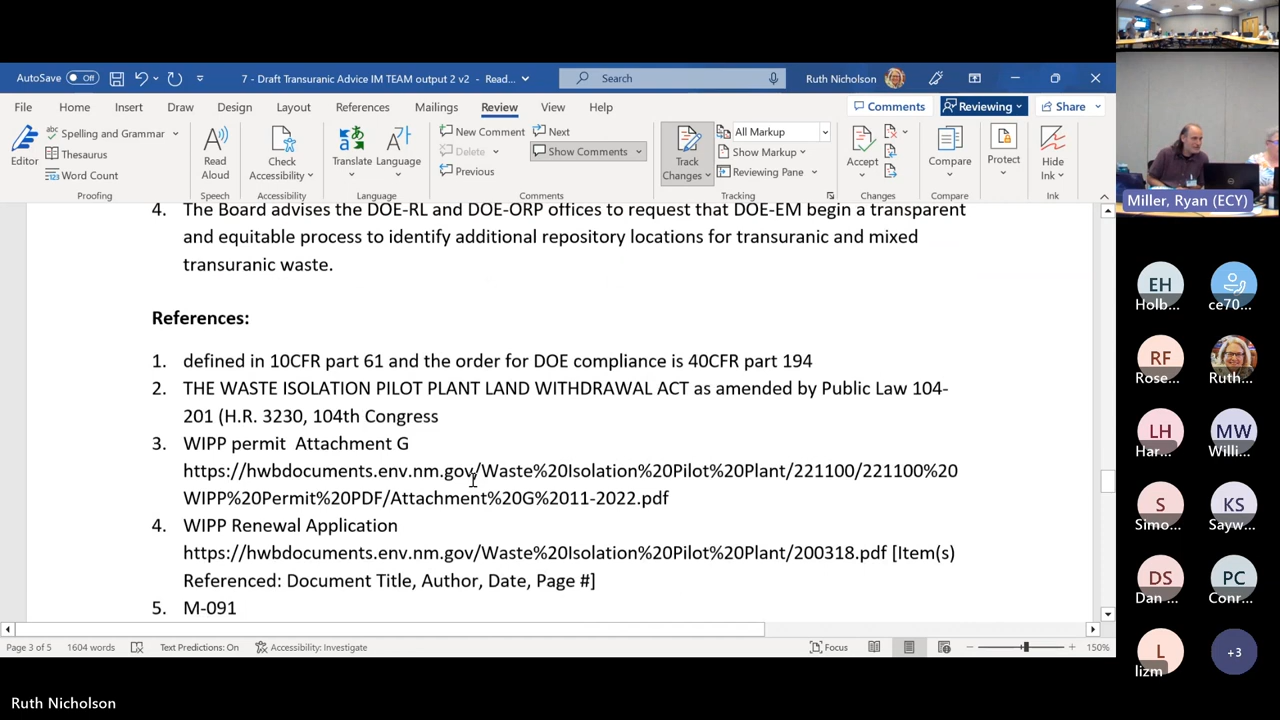 AutoSave Off
7 - Draft Transuranic Advice IM TEAM output 2 v2 - Read...
Search
Ruth Nicholson
File Home Insert Draw Design Layout References Mailings Review View Help
Comments Reviewing Share
Editor
Spelling and Grammar
Thesaurus
Word Count
Proofing
Read Aloud
Speech
Check Accessibility
Accessibility
Translate Language
Language
New Comment
Delete
Previous
Next
Show Comments
Comments
Track Changes
All Markup
Show Markup
Reviewing Pane
Tracking
Accept
Changes
Compare
Compare
Protect
Hide Ink
Ink
4. The Board advises the DOE-RL and DOE-ORP offices to request that DOE-EM begin a transparent
and equitable process to identify additional repository locations for transuranic and mixed
transuranic waste.
References:
1. defined in 10CFR part 61 and the order for DOE compliance is 40CFR part 194
2. THE WASTE ISOLATION PILOT PLANT LAND WITHDRAWAL ACT as amended by Public Law 104-
201 (H.R. 3230, 104th Congress
3. WIPP permit  Attachment G
https://hwbdocuments.env.nm.gov/Waste%20Isolation%20Pilot%20Plant/221100/221100%20
WIPP%20Permit%20PDF/Attachment%20G%2011-2022.pdf
4. WIPP Renewal Application
https://hwbdocuments.env.nm.gov/Waste%20Isolation%20Pilot%20Plant/200318.pdf [Item(s)
Referenced: Document Title, Author, Date, Page #]
5. M-091
Page 3 of 5 1604 words Text Predictions: On Accessibility: Investigate Focus 150%
Ruth Nicholson
Miller, Ryan (ECY)
EH
Holb...
ce70...
RF
Rose...
Ruth...
LH
Har...
MW
Willi...
S
Simo...
KS
Sayw...
DS
Dan ...
PC
Conr...
L
lizm
+3